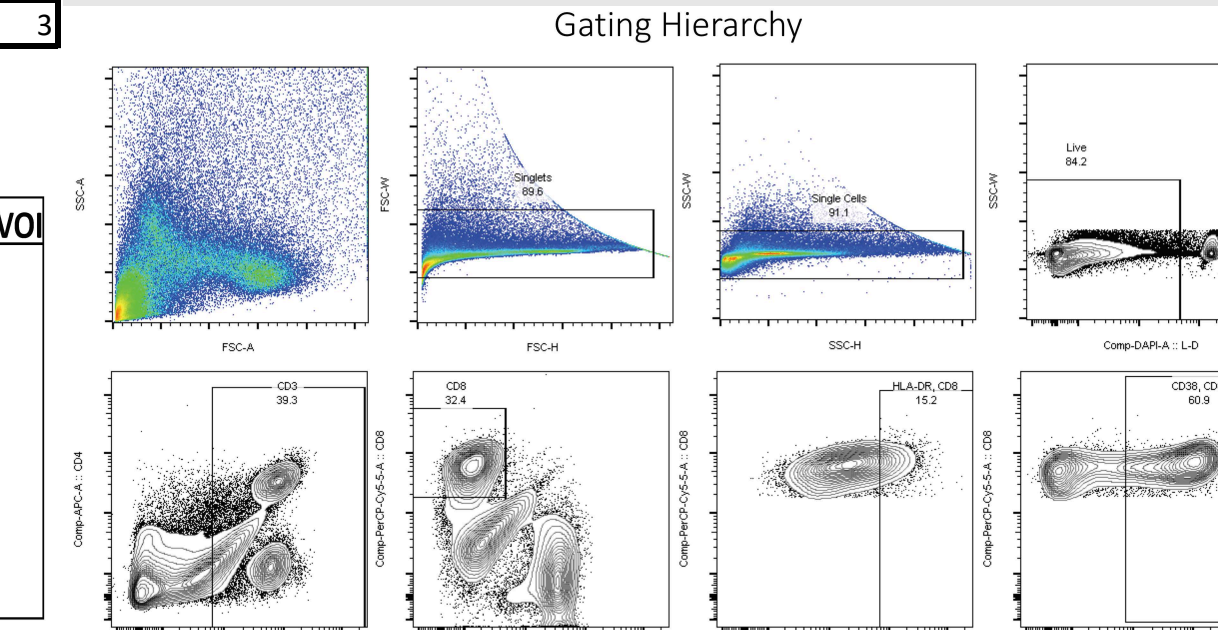 3
Gating Hierarchy
SSC-A
FSC-A
FSC-W
Singlets
89.6
FSC-H
SSC-W
Single Cells
91.1
SSC-H
SSC-W
Live
84.2
Comp-DAPI-A :: L-D
VOI
Comp-APC-A :: CD4
CD3
39.3
Comp-PerCP-Cy5-5-A :: CD8
CD8
32.4
Comp-PerCP-Cy5-5-A :: CD8
HLA-DR, CD8
15.2
Comp-PerCP-Cy5-5-A :: CD8
CD38, CD
60.9